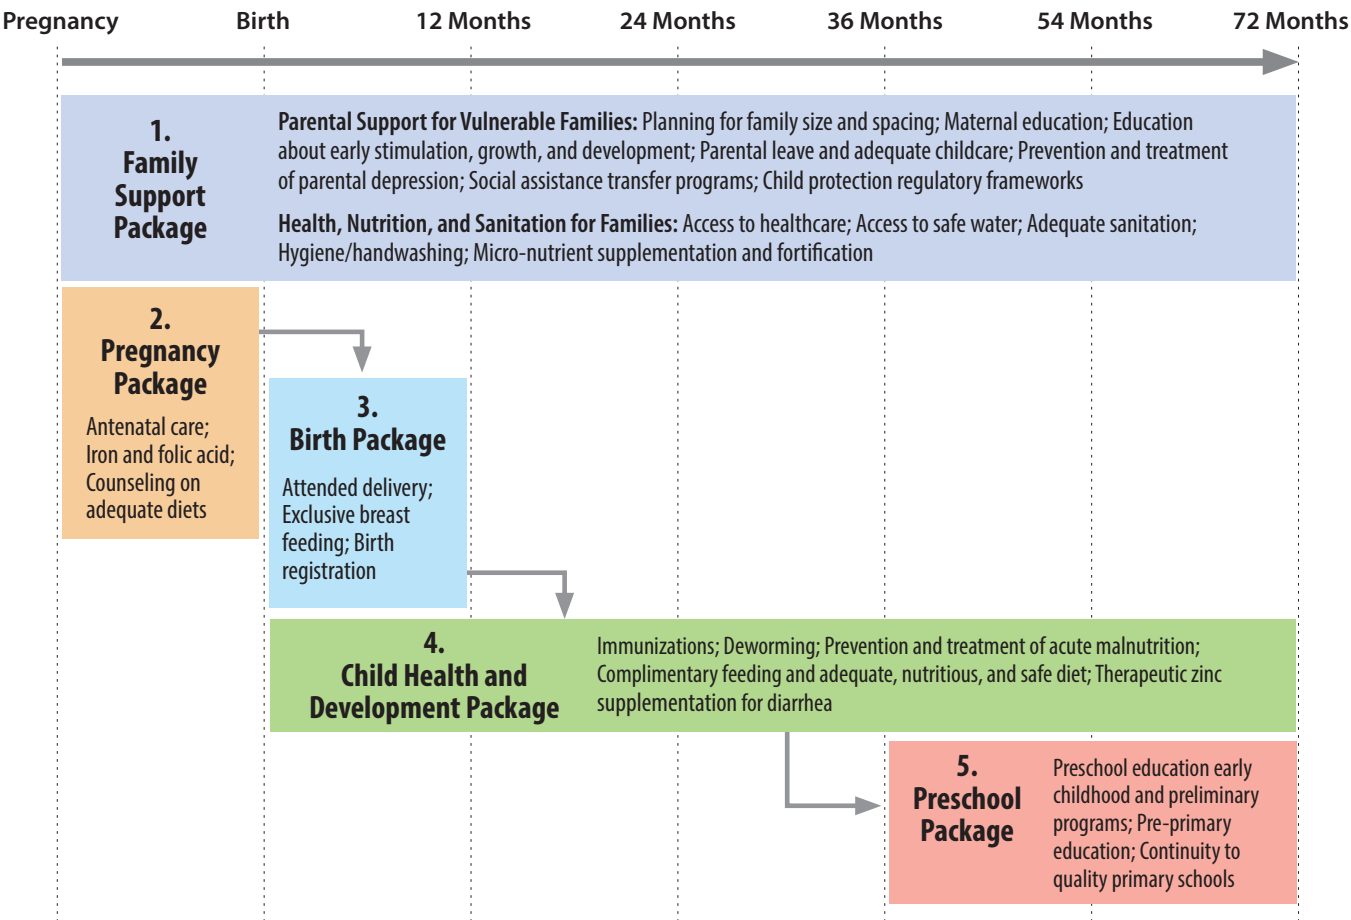 Pregnancy Birth 12 Months 24 Months 36 Months 54 Months 72 Months
1.
Family
Support
Package
Parental Support for Vulnerable Families: Planning for family size and spacing; Maternal education; Education
about early stimulation, growth, and development; Parental leave and adequate childcare; Prevention and treatment
of parental depression; Social assistance transfer programs; Child protection regulatory frameworks
Health, Nutrition, and Sanitation for Families: Access to healthcare; Access to safe water; Adequate sanitation;
Hygiene/handwashing; Micro-nutrient supplementation and fortification
2.
Pregnancy
Package
Antenatal care;
Iron and folic acid;
Counseling on
adequate diets
3.
Birth Package
Attended delivery;
Exclusive breast
feeding; Birth
registration
4.
Child Health and
Development Package
Immunizations; Deworming; Prevention and treatment of acute malnutrition;
Complimentary feeding and adequate, nutritious, and safe diet; Therapeutic zinc
supplementation for diarrhea
5.
Preschool
Package
Preschool education early
childhood and preliminary
programs; Pre-primary
education; Continuity to
quality primary schools